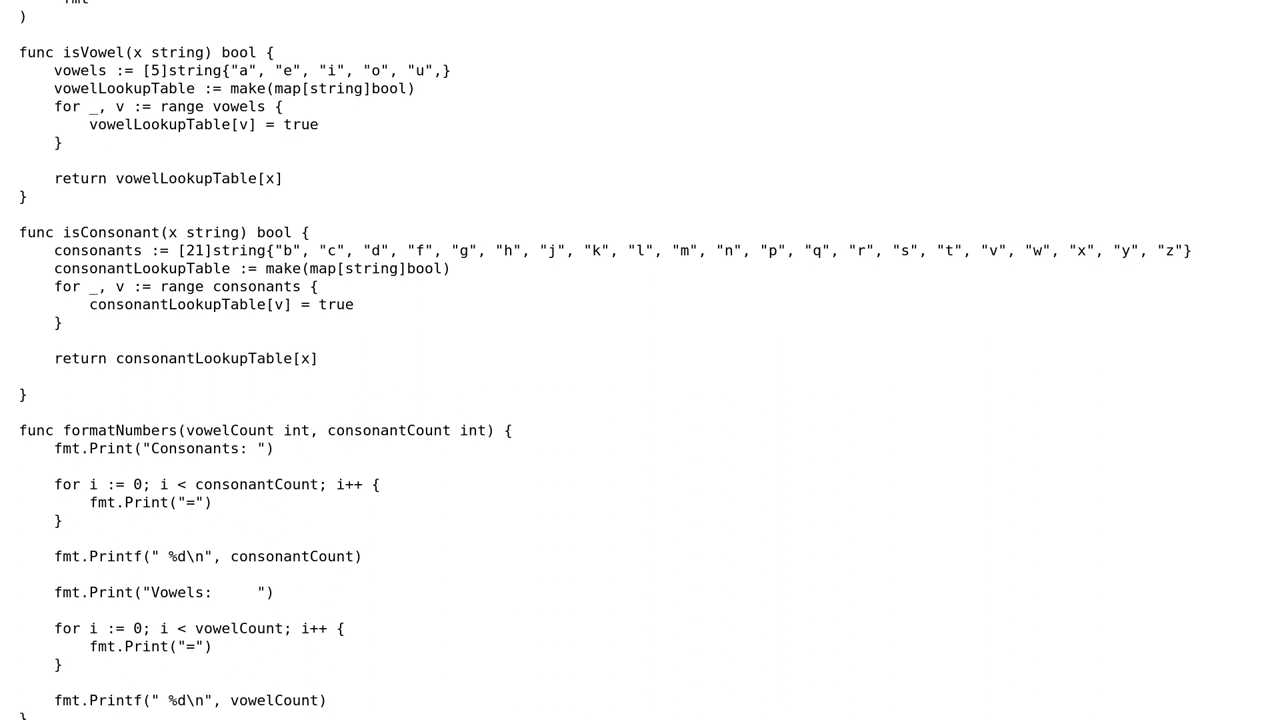 )
func isVowel(x string) bool {
    vowels := [5]string{"a", "e", "i", "o", "u",}
    vowelLookupTable := make(map[string]bool)
    for _, v := range vowels {
        vowelLookupTable[v] = true
    }
    return vowelLookupTable[x]
}
func isConsonant(x string) bool {
    consonants := [21]string{"b", "c", "d", "f", "g", "h", "j", "k", "l", "m", "n", "p", "q", "r", "s", "t", "v", "w", "x", "y", "z"}
    consonantLookupTable := make(map[string]bool)
    for _, v := range consonants {
        consonantLookupTable[v] = true
    }
    return consonantLookupTable[x]
}
func formatNumbers(vowelCount int, consonantCount int) {
    fmt.Print("Consonants: ")
    for i := 0; i < consonantCount; i++ {
        fmt.Print("=")
    }
    fmt.Printf(" %d\n", consonantCount)
    fmt.Print("Vowels:     ")
    for i := 0; i < vowelCount; i++ {
        fmt.Print("=")
    }
    fmt.Printf(" %d\n", vowelCount)
}